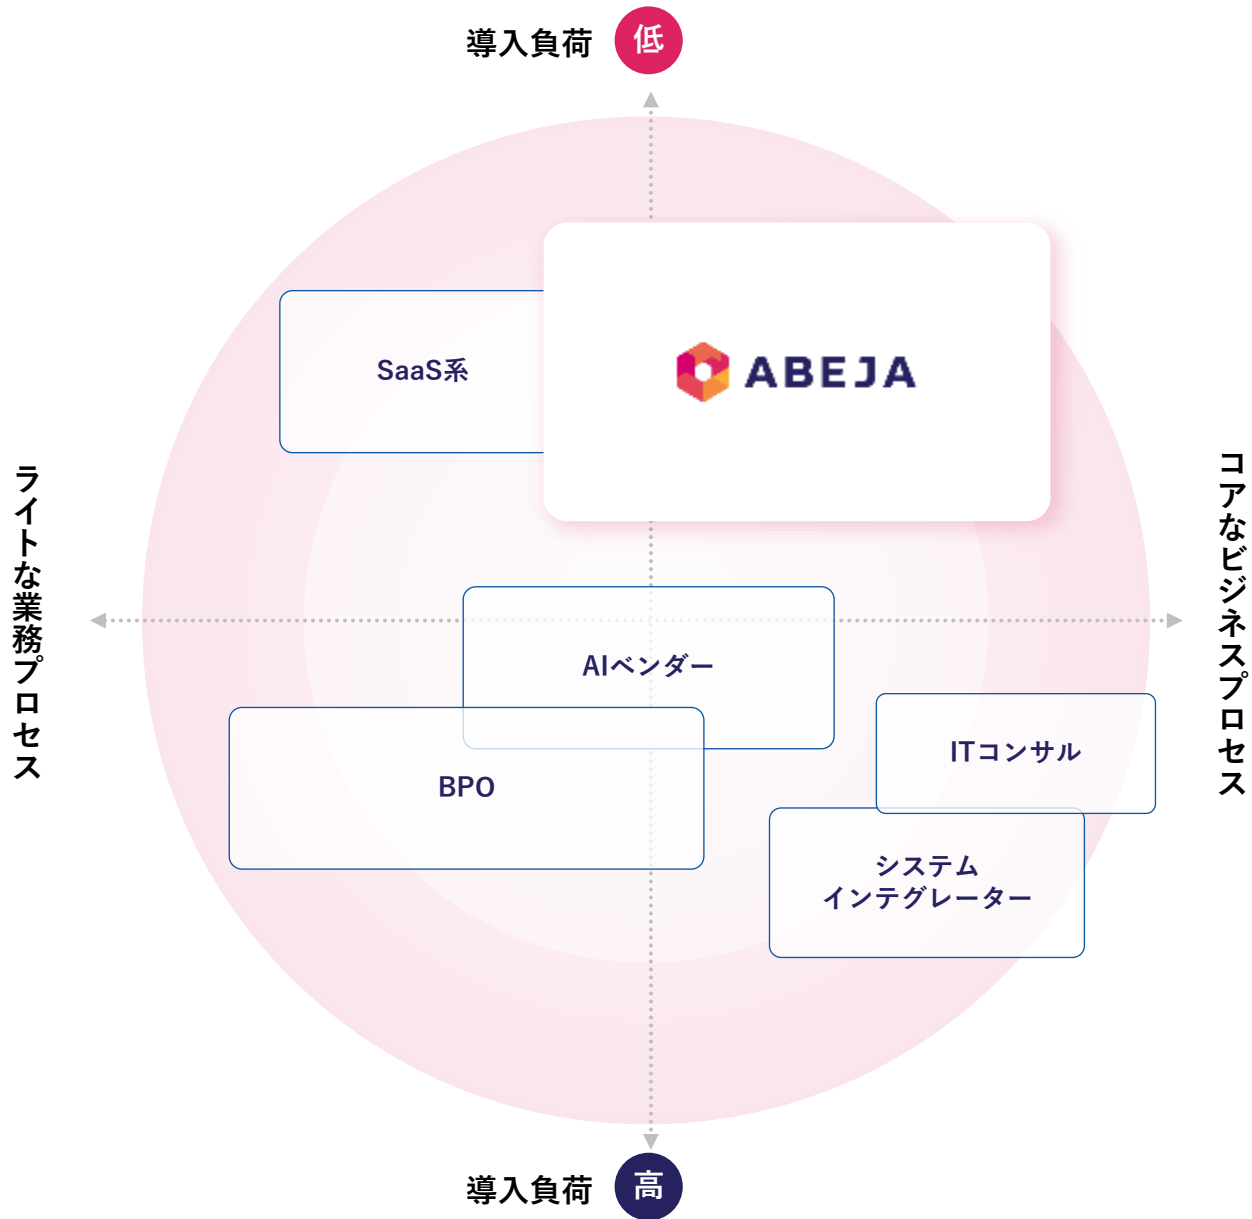 導入負荷 低
SaaS系
ABEJA
ライトな業務プロセス
コアなビジネスプロセス
AIベンダー
ITコンサル
BPO
システム
インテグレーター
導入負荷 高